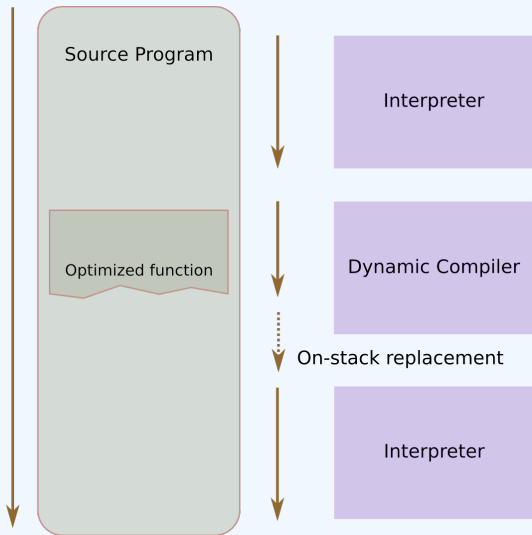 Source Program
Interpreter
Optimized function
Dynamic Compiler
On-stack replacement
Interpreter